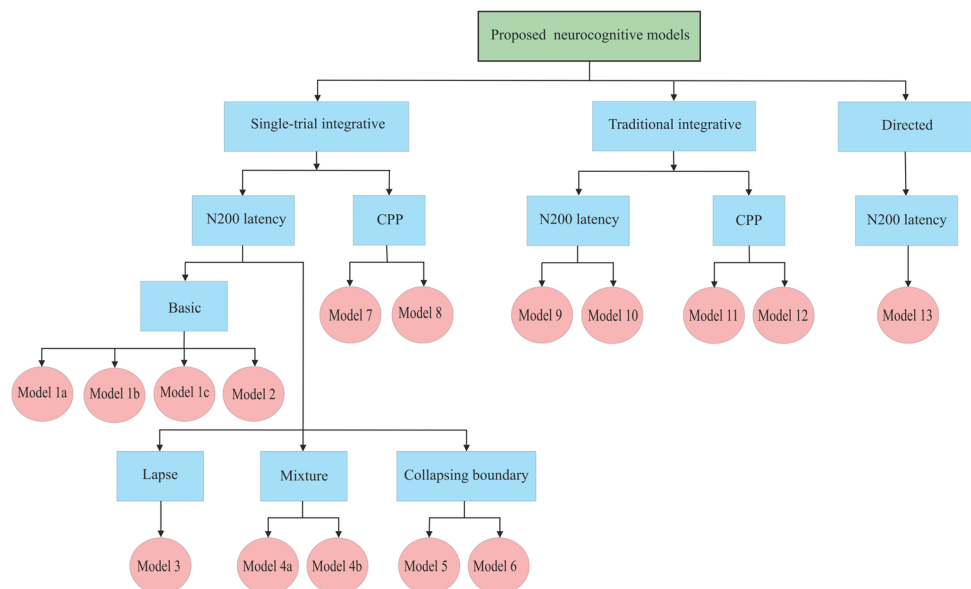 Proposed neurocognitive models
Single-trial integrative
Traditional integrative
Directed
N200 latency
CPP
N200 latency
CPP
N200 latency
Basic
Model 7
Model 8
Model 9
Model 10
Model 11
Model 12
Model 13
Model 1a
Model 1b
Model 1c
Model 2
Lapse
Mixture
Collapsing boundary
Model 3
Model 4a
Model 4b
Model 5
Model 6